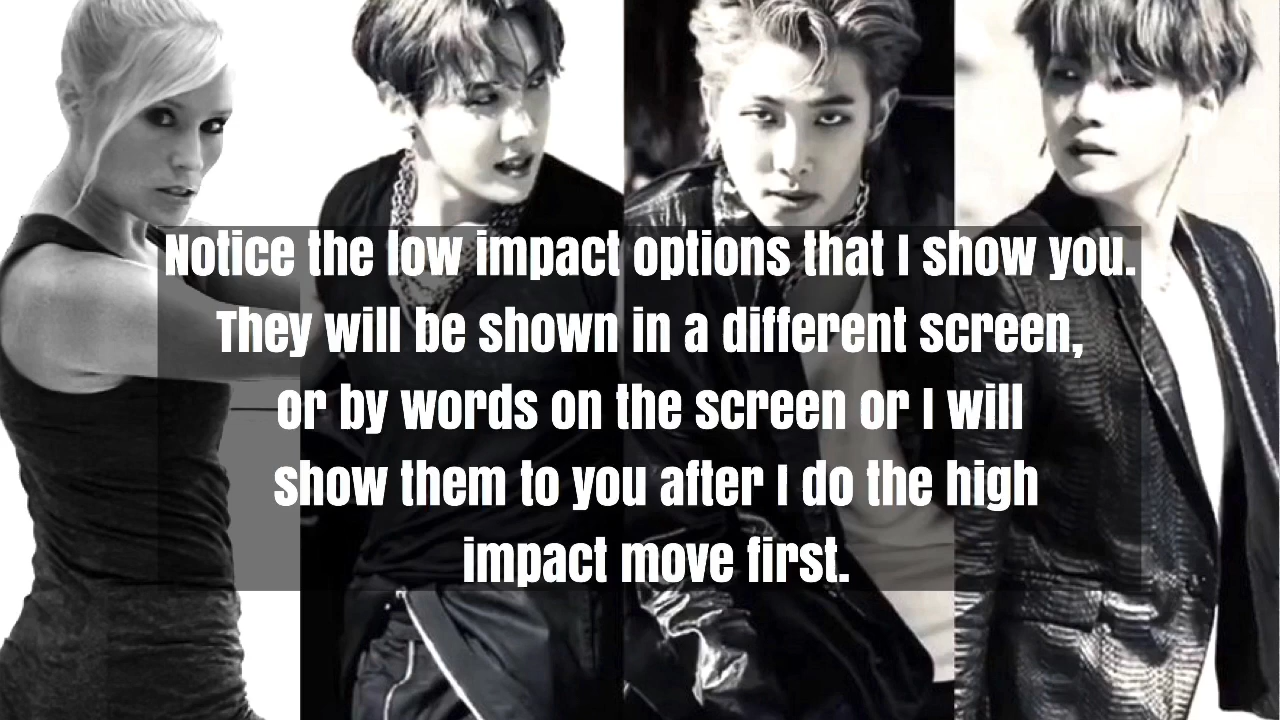 Notice the low impact options that I show you.
They will be shown in a different screen,
or by words on the screen or I will
show them to you after I do the high
impact move first.